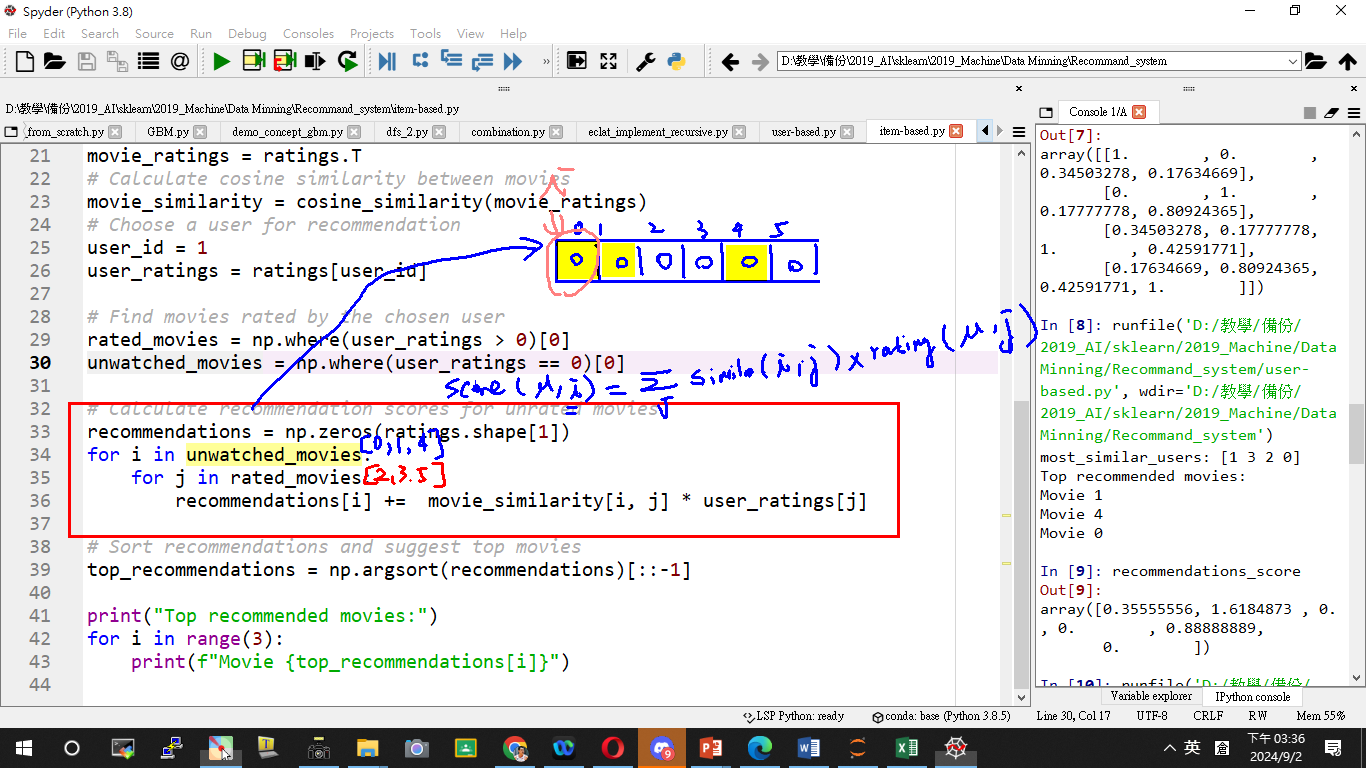 Spyder (Python 3.8)
File Edit Search Source Run Debug Consoles Projects Tools View Help
D:\教學\備份\2019_AI\sklearn\2019_Machine\Data Minning\Recommand_system
D:\教學\備份\2019_AI\sklearn\2019_Machine\Data Minning\Recommand_system\item-based.py
_from_scratch.py GBM.py demo_concept_gbm.py dfs_2.py combination.py eclat_implement_recursive.py user-based.py item-based.py
21 movie_ratings = ratings.T
22 # Calculate cosine similarity between movies
23 movie_similarity = cosine_similarity(movie_ratings)
24 # Choose a user for recommendation
0 1 2 3 4 5
25 user_id = 1
0 0 0 0 0 0
26 user_ratings = ratings[user_id]
27
28 # Find movies rated by the chosen user
29 rated_movies = np.where(user_ratings > 0)[0]
30 unwatched_movies = np.where(user_ratings == 0)[0]
score(μ,i) = Σj simila(i,j) × rating(μ,j)
31
32 # Calculate recommendation scores for unrated movies
33 recommendations = np.zeros(ratings.shape[1])
34 for i in unwatched_movies: [0,1,4]
35 for j in rated_movies [2,3.5]
36 recommendations[i] += movie_similarity[i, j] * user_ratings[j]
37
38 # Sort recommendations and suggest top movies
39 top_recommendations = np.argsort(recommendations)[::-1]
40
41 print("Top recommended movies:")
42 for i in range(3):
43 print(f"Movie {top_recommendations[i]}")
44
Console 1/A
Out[7]:
array([[1. , 0. ,
0.34503278, 0.17634669],
[0. , 1. ,
0.17777778, 0.80924365],
[0.34503278, 0.17777778,
1. , 0.42591771],
[0.17634669, 0.80924365,
0.42591771, 1. ]])
In [8]: runfile('D:/教學/備份/
2019_AI/sklearn/2019_Machine/Data
Minning/Recommand_system/user-
based.py', wdir='D:/教學/備份/
2019_AI/sklearn/2019_Machine/Data
Minning/Recommand_system')
most_similar_users: [1 3 2 0]
Top recommended movies:
Movie 1
Movie 4
Movie 0
In [9]: recommendations_score
Out[9]:
array([0.35555556, 1.6184873 , 0.
, 0. , 0.88888889,
0. ])
In [10]: runfile('D:/教學/備份/
Variable explorer IPython console
LSP Python: ready conda: base (Python 3.8.5) Line 30, Col 17 UTF-8 CRLF RW Mem 55%
英 下午 03:36
2024/9/2